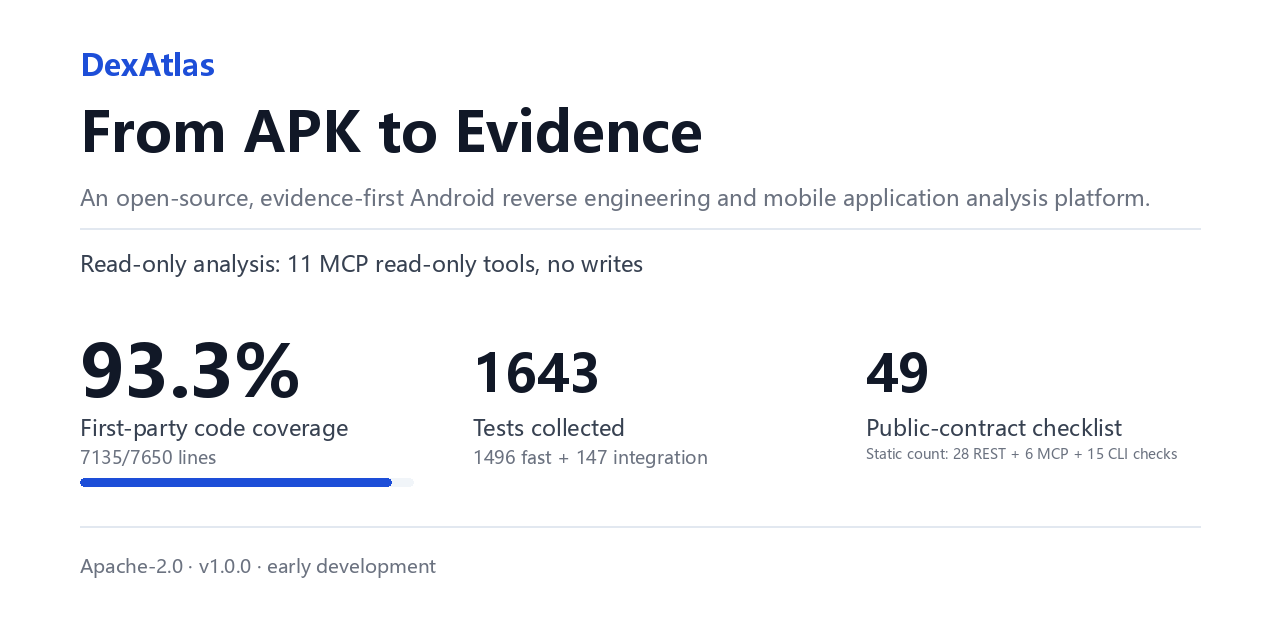 DexAtlas
From APK to Evidence
An open-source, evidence-first Android reverse engineering and mobile application analysis platform.
Read-only analysis: 11 MCP read-only tools, no writes
93.3%
First-party code coverage
7135/7650 lines
1643
Tests collected
1496 fast + 147 integration
49
Public-contract checklist
Static count: 28 REST + 6 MCP + 15 CLI checks
Apache-2.0 · v1.0.0 · early development